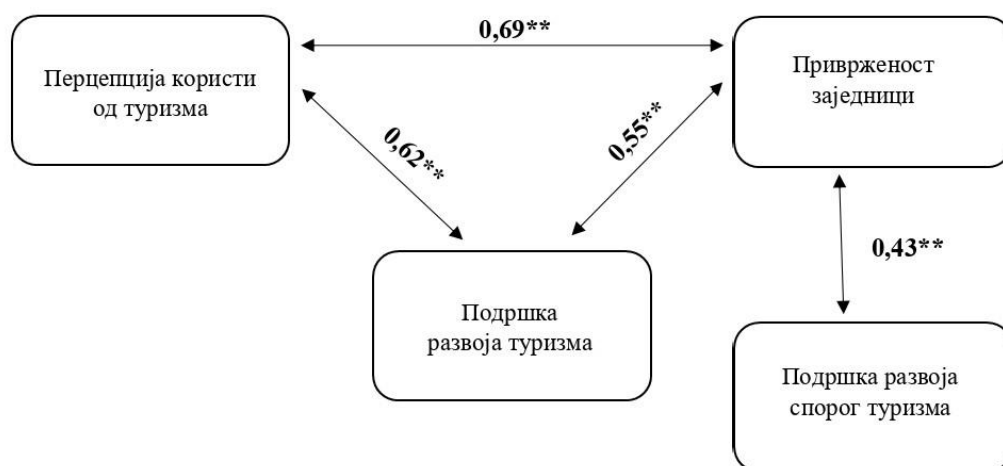 0,69**
Перцепција користи
од туризма
Приврженост
заједници
0,62**
0,55**
0,43**
Подршка
развоја туризма
Подршка развоја
спорог туризма